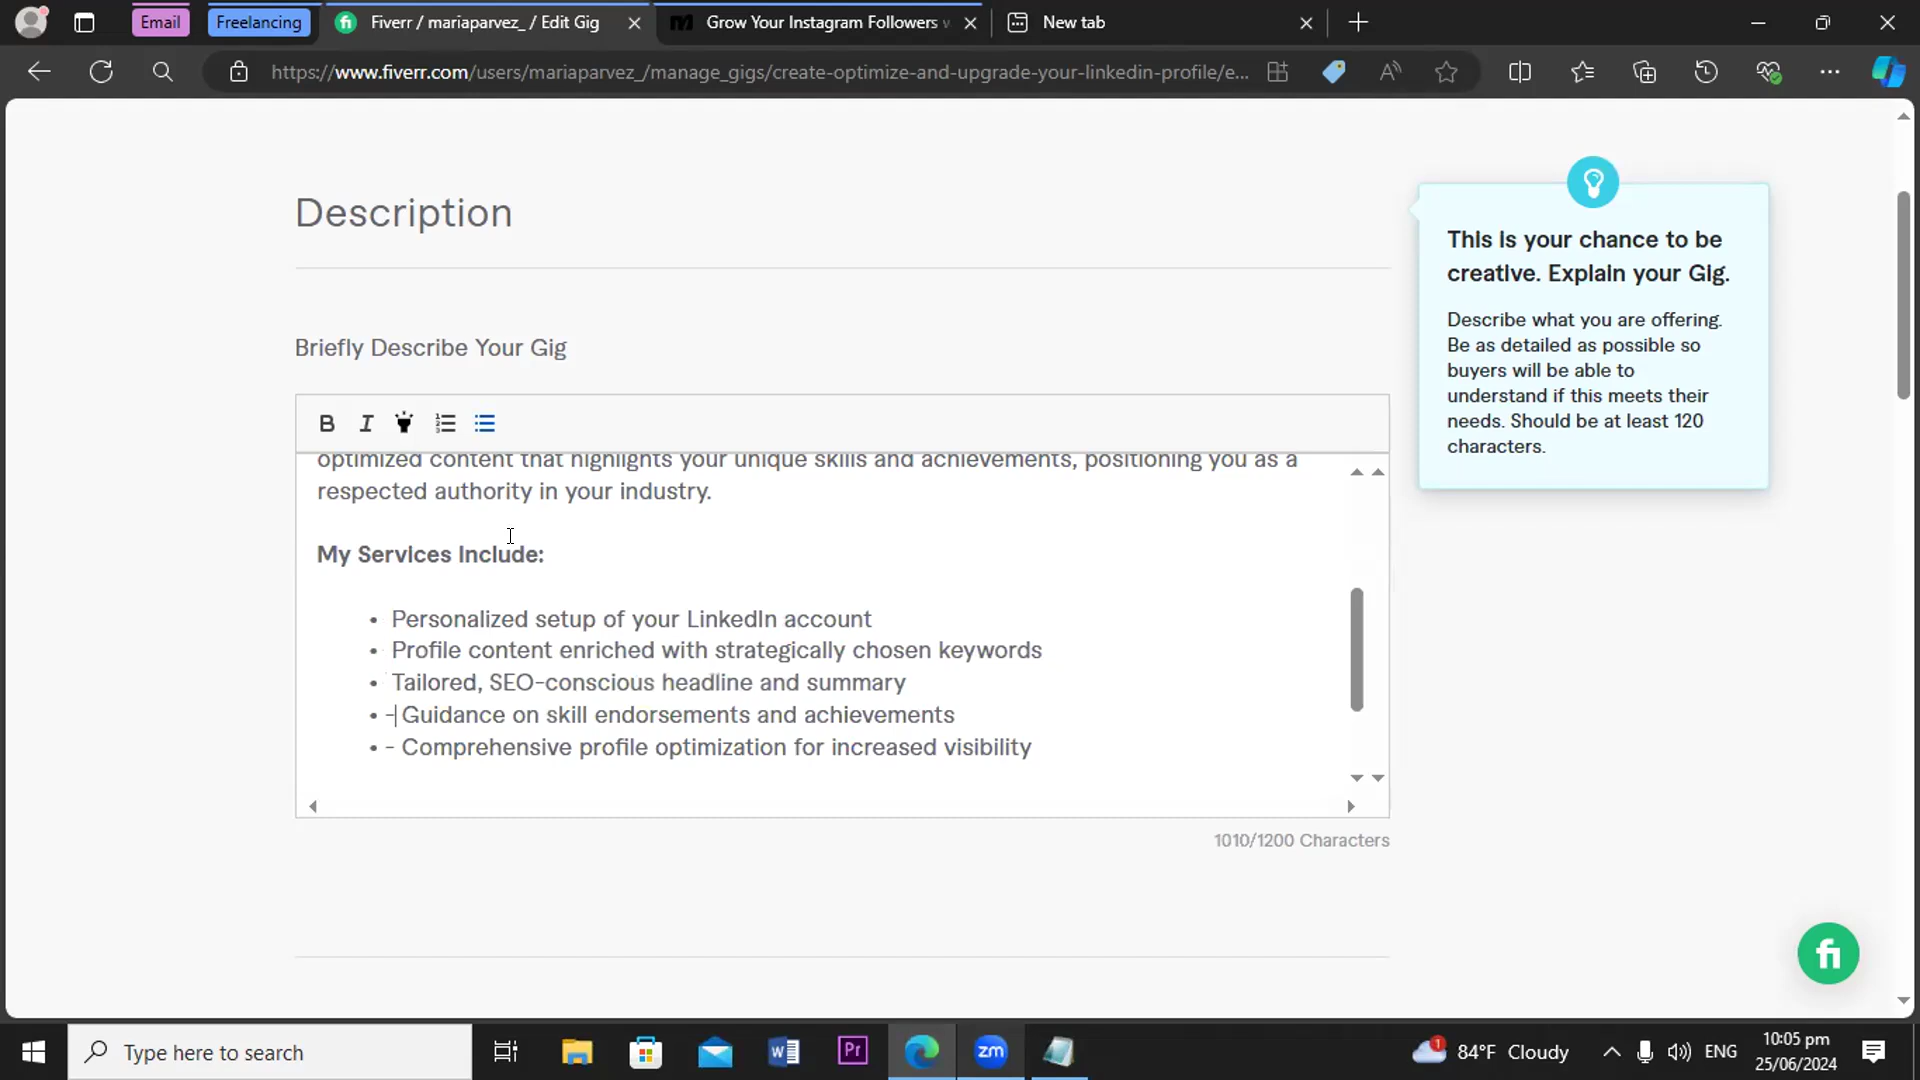 Email
Freelancing
Fiverr / mariaparvez_ / Edit Gig
Grow Your Instagram Followers
New tab
https://www.fiverr.com/users/mariaparvez_/manage_gigs/create-optimize-and-upgrade-your-linkedin-profile/e...
Description
Briefly Describe Your Gig
B I
optimized content that highlights your unique skills and achievements, positioning you as a
respected authority in your industry.
My Services Include:
• Personalized setup of your LinkedIn account
• Profile content enriched with strategically chosen keywords
• Tailored, SEO-conscious headline and summary
• - Guidance on skill endorsements and achievements
• - Comprehensive profile optimization for increased visibility
1010/1200 Characters
This is your chance to be
creative. Explain your Gig.
Describe what you are offering.
Be as detailed as possible so
buyers will be able to
understand if this meets their
needs. Should be at least 120
characters.
fi
Type here to search
W
Pr
zm
1
84°F Cloudy
ENG
10:05 pm
25/06/2024